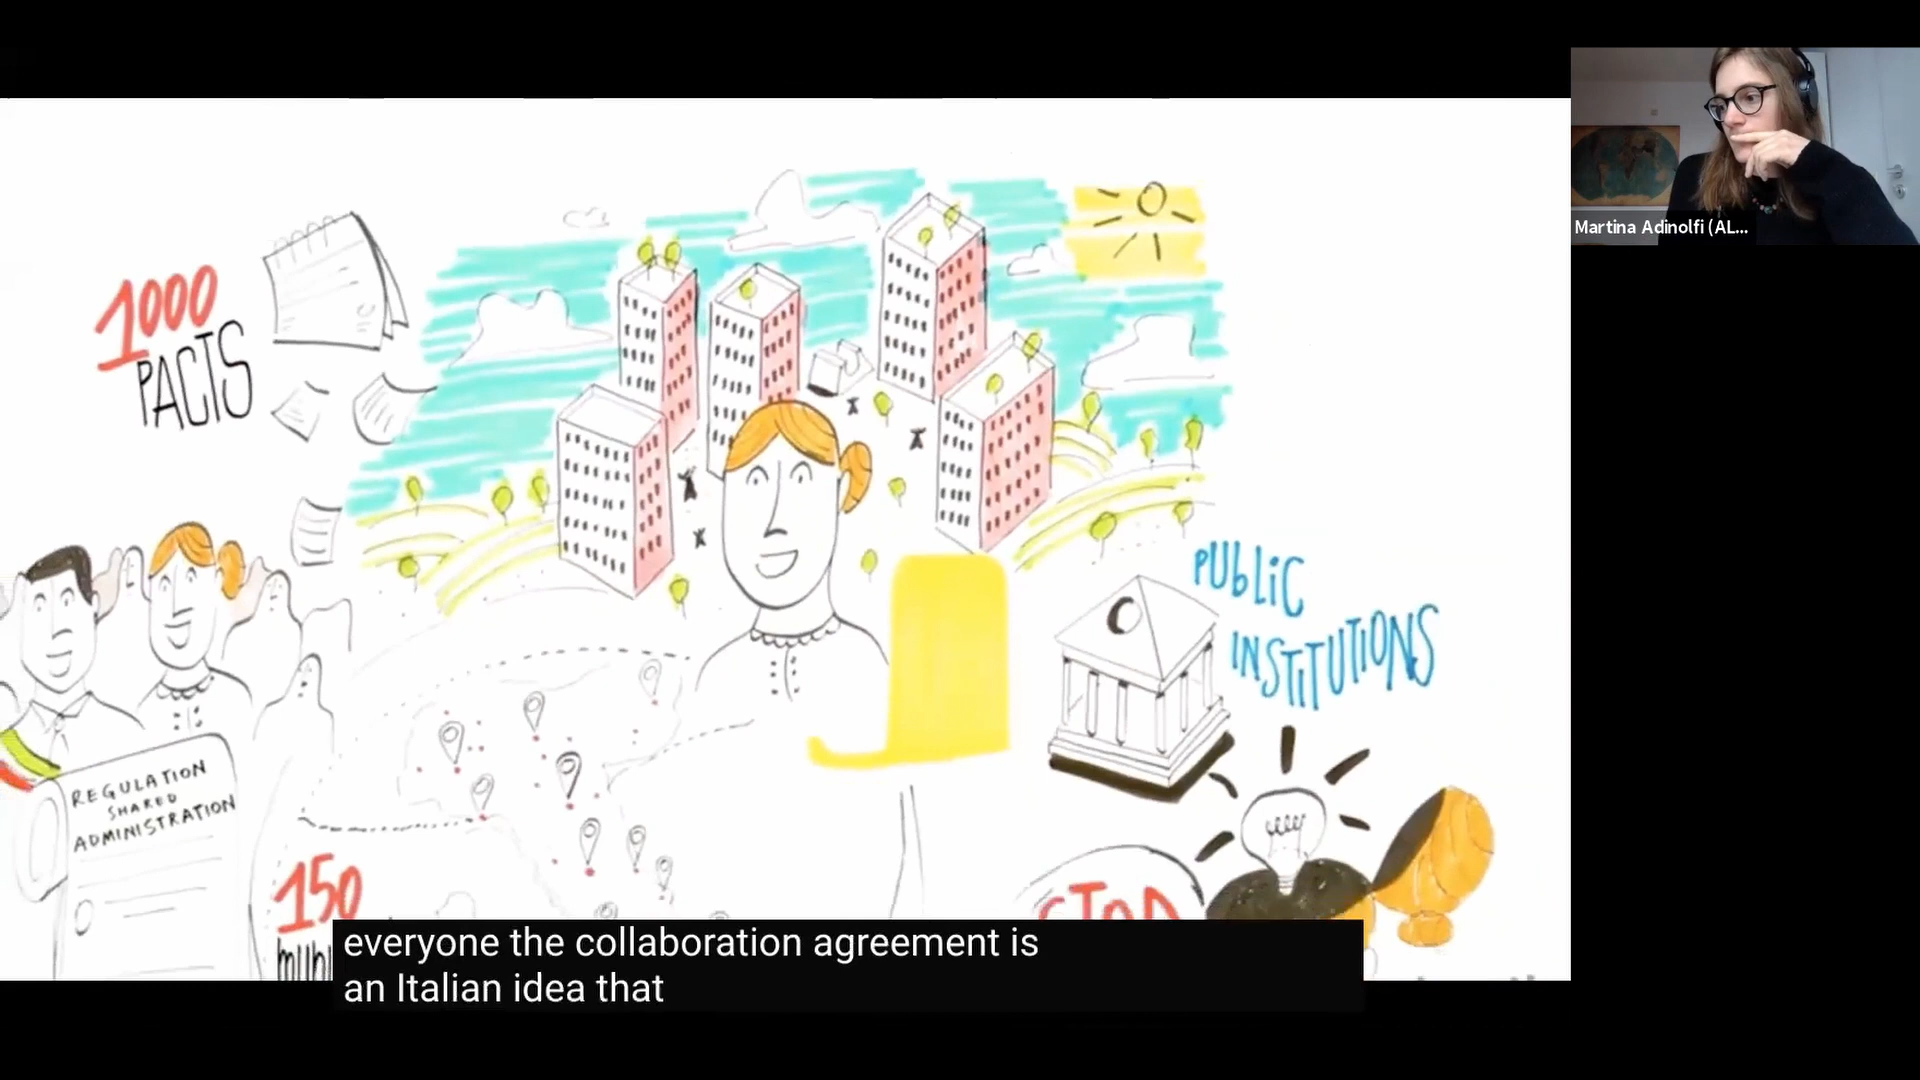 Martina Adinolfi (AL...
1000
PACTS
PUBLIC
INSTITUTIONS
REGULATION
SHARED
ADMINISTRATION
150
everyone the collaboration agreement is
an Italian idea that